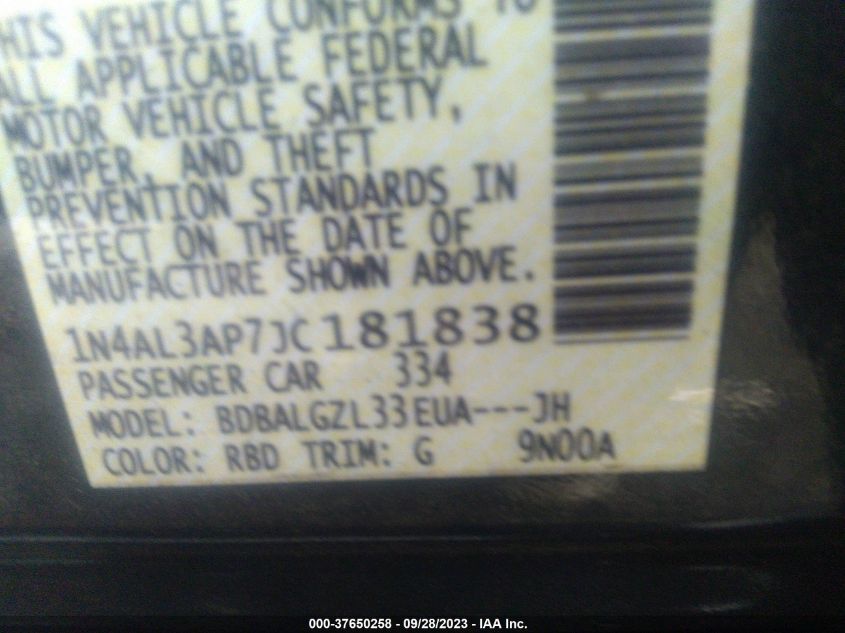 THIS VEHICLE CONFORMS TO
ALL APPLICABLE FEDERAL
MOTOR VEHICLE SAFETY,
BUMPER, AND THEFT
PREVENTION STANDARDS IN
EFFECT ON THE DATE OF
MANUFACTURE SHOWN ABOVE.
1N4AL3AP7JC181838
PASSENGER CAR 334
MODEL: BDBALGZL33EUA---JH
COLOR: RBD TRIM: G 9N00A
000-37650258 - 09/28/2023 - IAA Inc.